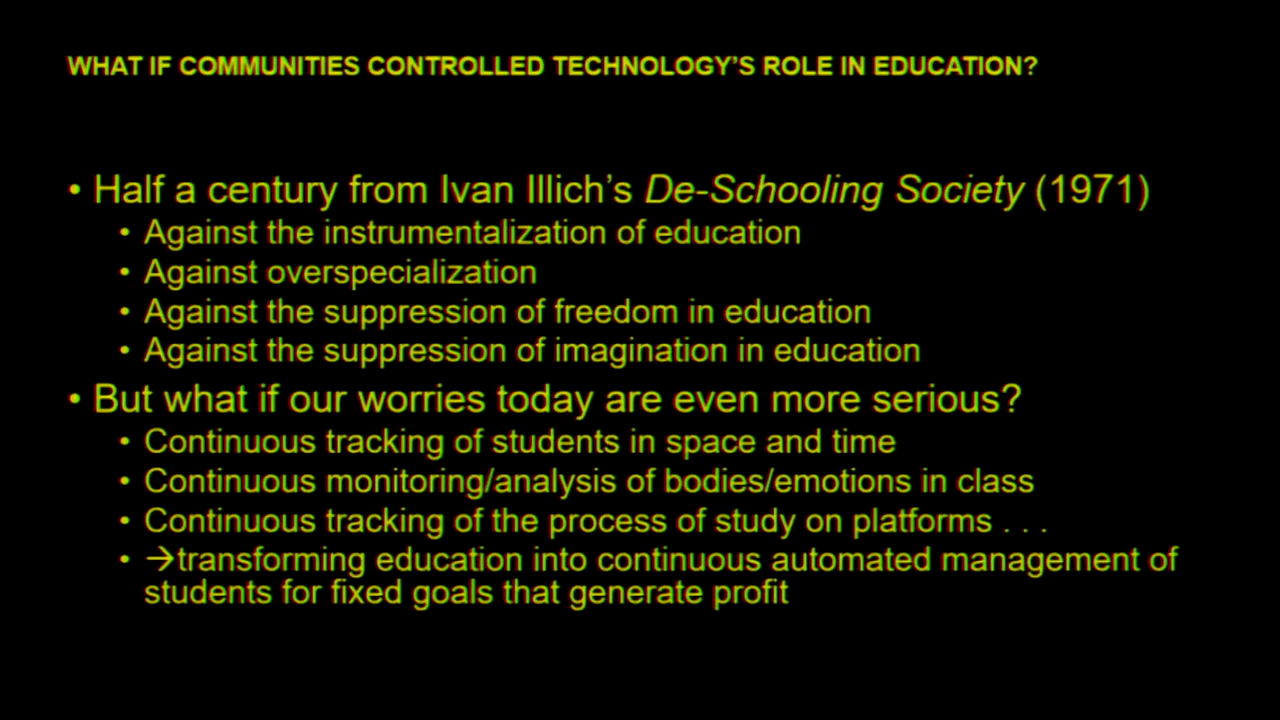 WHAT IF COMMUNITIES CONTROLLED TECHNOLOGY’S ROLE IN EDUCATION?
• Half a century from Ivan Illich’s De-Schooling Society (1971)
• Against the instrumentalization of education
• Against overspecialization
• Against the suppression of freedom in education
• Against the suppression of imagination in education
• But what if our worries today are even more serious?
• Continuous tracking of students in space and time
• Continuous monitoring/analysis of bodies/emotions in class
• Continuous tracking of the process of study on platforms . . .
• →transforming education into continuous automated management of
students for fixed goals that generate profit